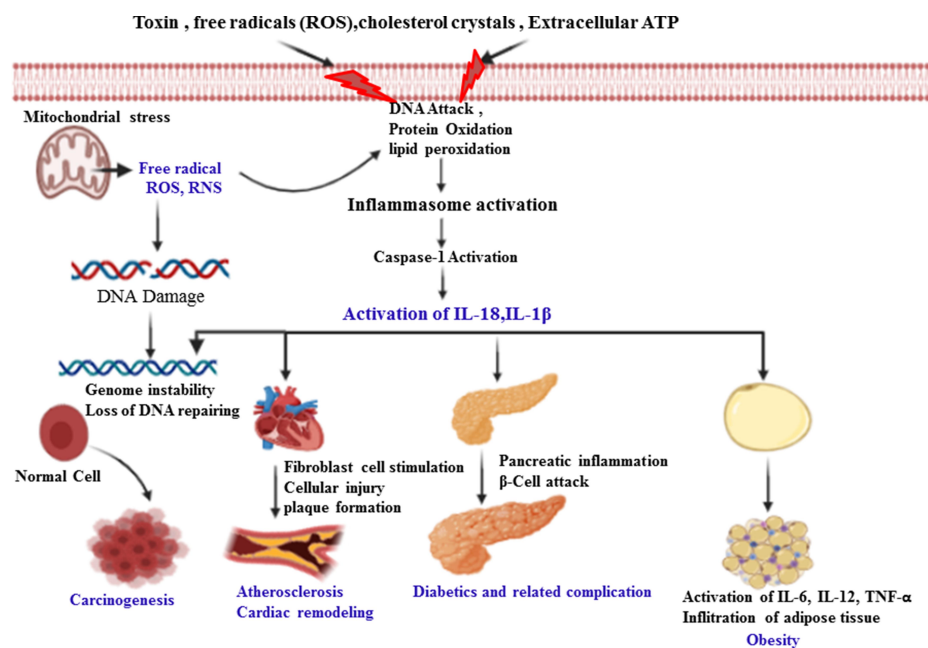 Toxin , free radicals (ROS),cholesterol crystals , Extracellular ATP
DNA Attack ,
Protein Oxidation
lipid peroxidation
Mitochondrial stress
Free radical
ROS, RNS
Inflammasome activation
Caspase-1 Activation
DNA Damage
Activation of IL-18,IL-1β
Genome instability
Loss of DNA repairing
Normal Cell
Fibroblast cell stimulation
Cellular injury
plaque formation
Pancreatic inflammation
β-Cell attack
Carcinogenesis
Atherosclerosis
Cardiac remodeling
Diabetics and related complication
Activation of IL-6, IL-12, TNF-α
Inflitration of adipose tissue
Obesity